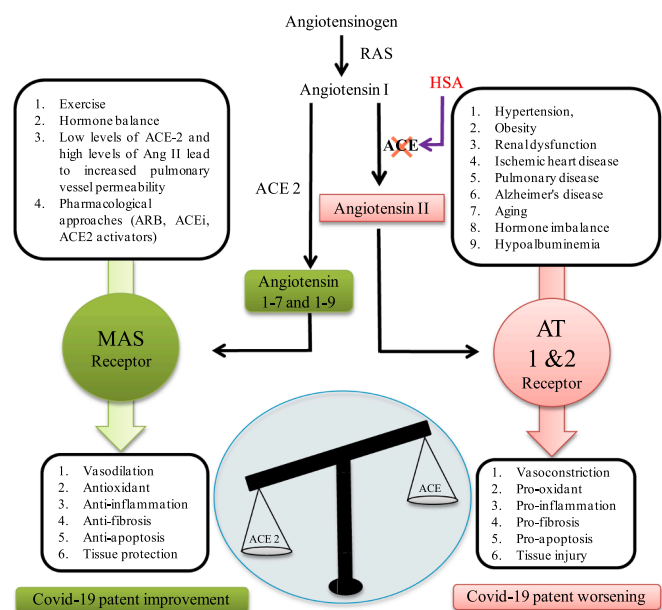 Angiotensinogen
RAS
Angiotensin I
HSA
ACE
ACE 2
Angiotensin II
Angiotensin
1-7 and 1-9
1. Exercise
2. Hormone balance
3. Low levels of ACE-2 and
high levels of Ang II lead
to increased pulmonary
vessel permeability
4. Pharmacological
approaches (ARB, ACEi,
ACE2 activators)
1. Hypertension,
2. Obesity
3. Renal dysfunction
4. Ischemic heart disease
5. Pulmonary disease
6. Alzheimer's disease
7. Aging
8. Hormone imbalance
9. Hypoalbuminemia
MAS
Receptor
AT
1 &2
Receptor
1. Vasodilation
2. Antioxidant
3. Anti-inflammation
4. Anti-fibrosis
5. Anti-apoptosis
6. Tissue protection
ACE 2
ACE
1. Vasoconstriction
2. Pro-oxidant
3. Pro-inflammation
4. Pro-fibrosis
5. Pro-apoptosis
6. Tissue injury
Covid-19 patent improvement
Covid-19 patent worsening